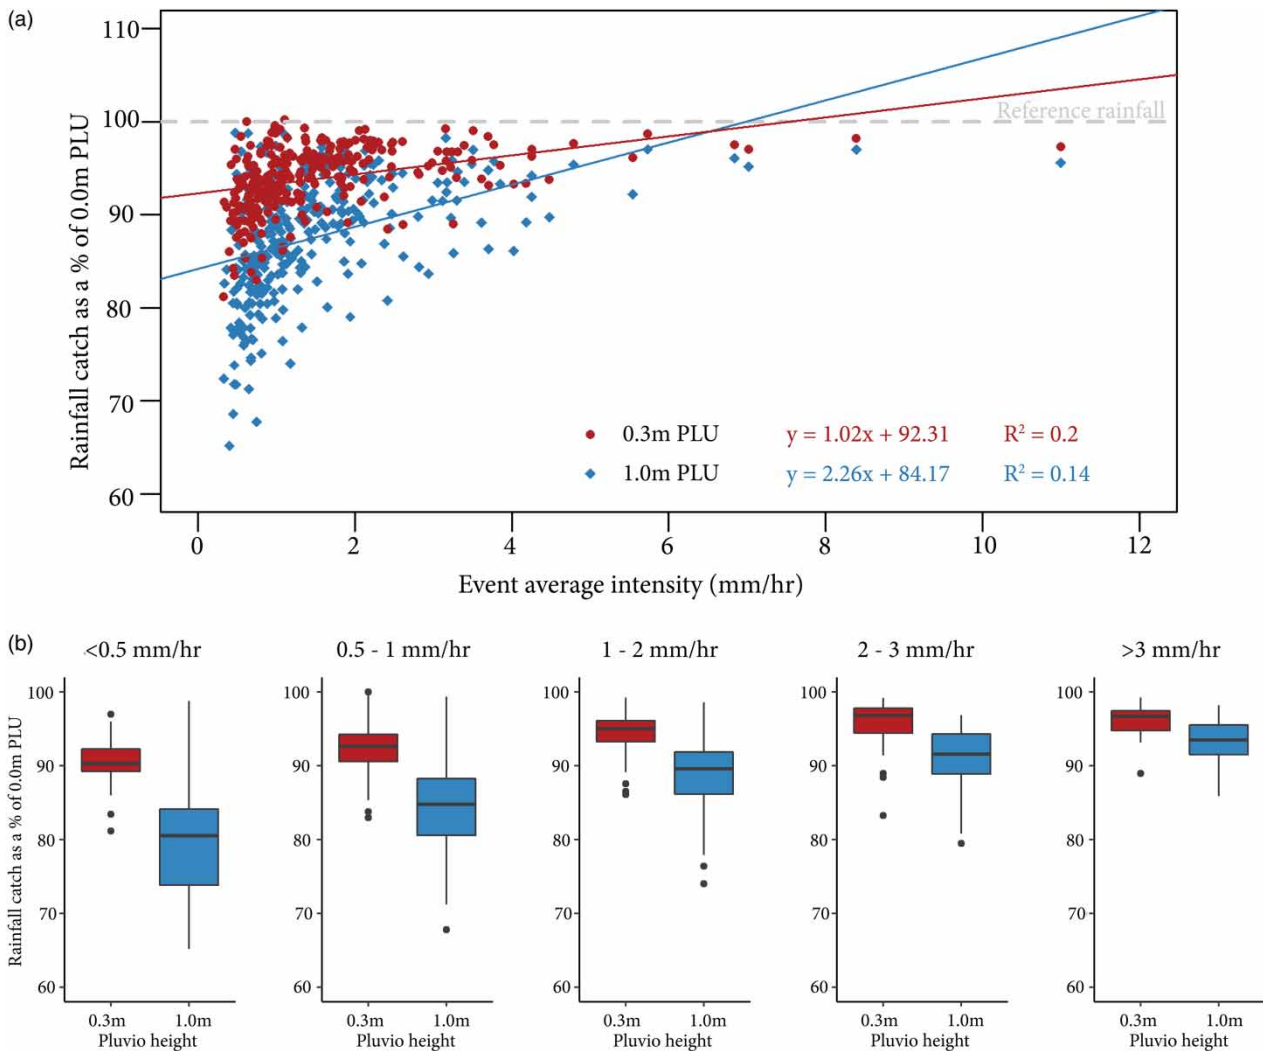 (a)
Rainfall catch as a % of 0.0m PLU
110
100
90
80
70
60
Reference rainfall
0.3m PLU y = 1.02x + 92.31 R² = 0.2
1.0m PLU y = 2.26x + 84.17 R² = 0.14
0 2 4 6 8 10 12
Event average intensity (mm/hr)
(b)
<0.5 mm/hr 0.5 - 1 mm/hr 1 - 2 mm/hr 2 - 3 mm/hr >3 mm/hr
Rainfall catch as a % of 0.0m PLU
100 100 100 100 100
90 90 90 90 90
80 80 80 80 80
70 70 70 70 70
60 60 60 60 60
0.3m 1.0m 0.3m 1.0m 0.3m 1.0m 0.3m 1.0m 0.3m 1.0m
Pluvio height Pluvio height Pluvio height Pluvio height Pluvio height